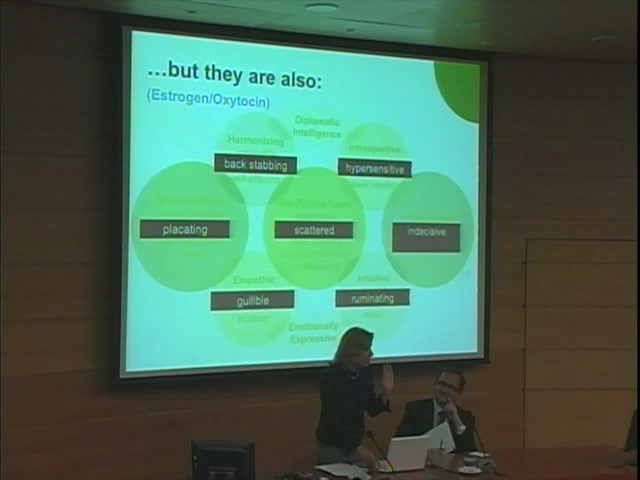 ...but they are also:
(Estrogen/Oxytocin)
Diplomatic
Intelligence
Harmonizing
Introspective
back stabbing
hypersensitive
placating
scattered
indecisive
Empathic
Intuitive
gullible
ruminating
trusting
Emotionally
Expressive